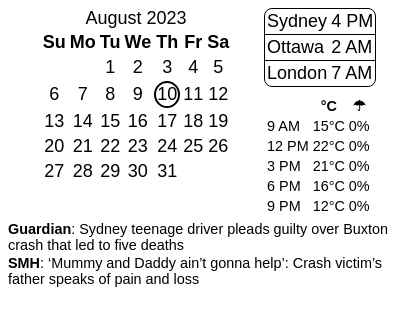 August 2023
Su Mo Tu We Th Fr Sa
1 2 3 4 5
6 7 8 9 10 11 12
13 14 15 16 17 18 19
20 21 22 23 24 25 26
27 28 29 30 31
Sydney 4 PM
Ottawa 2 AM
London 7 AM
°C ☂
9 AM 15°C 0%
12 PM 22°C 0%
3 PM 21°C 0%
6 PM 16°C 0%
9 PM 12°C 0%
Guardian: Sydney teenage driver pleads guilty over Buxton
crash that led to five deaths
SMH: ‘Mummy and Daddy ain’t gonna help’: Crash victim’s
father speaks of pain and loss